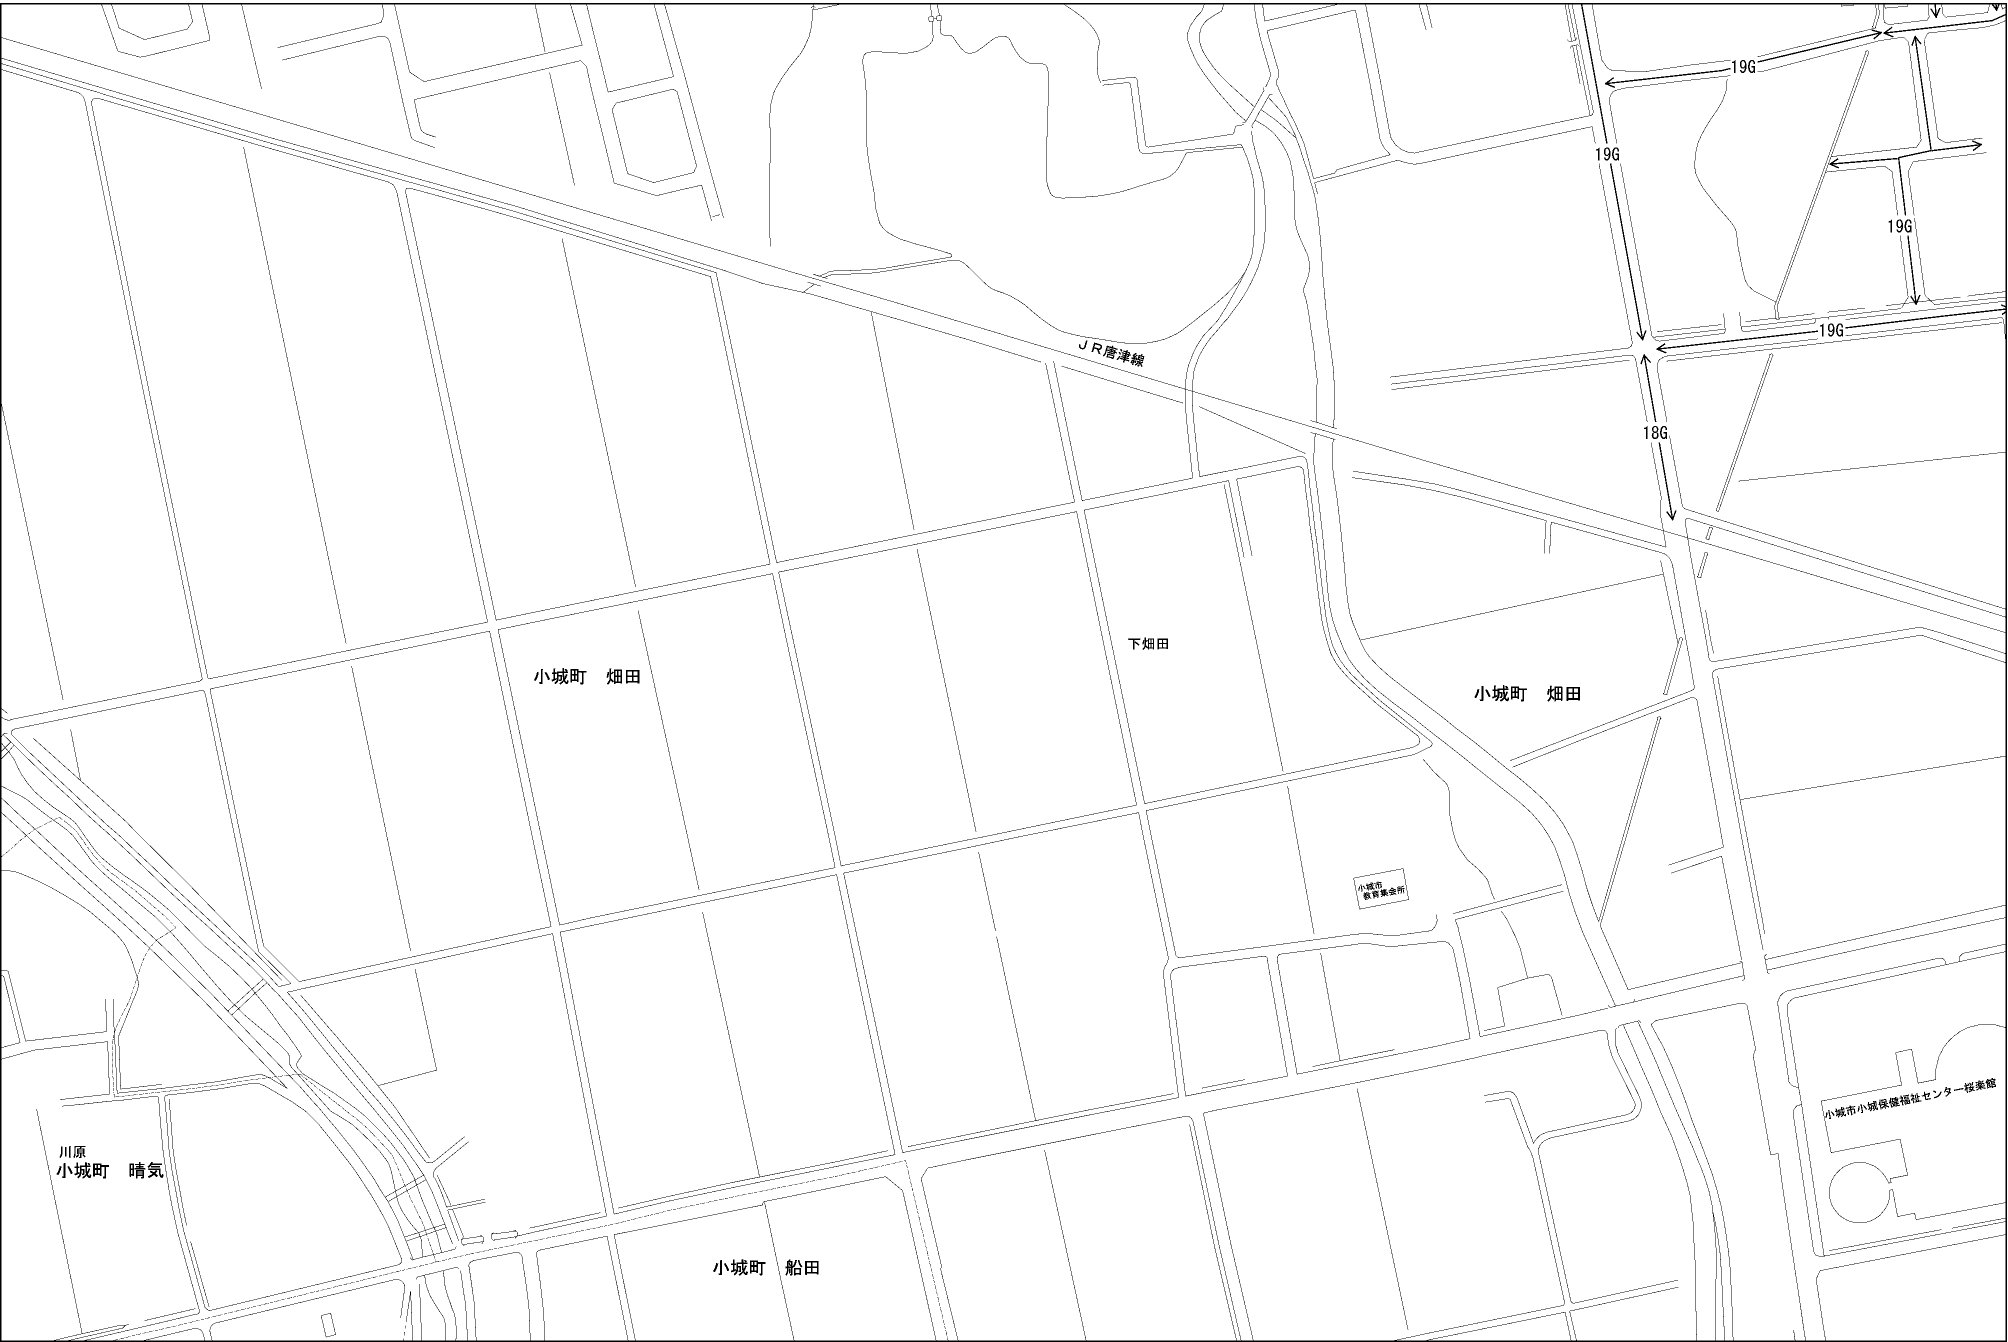 19G
19G
19G
19G
JR唐津線
18G
下畑田
小城町　畑田
小城町　畑田
小城市
教育集会所
小城市小城保健福祉センター桜楽館
川原
小城町　晴気
小城町　船田